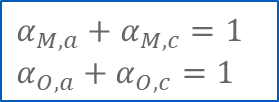 α_{M,a} + α_{M,c} = 1
α_{O,a} + α_{O,c} = 1